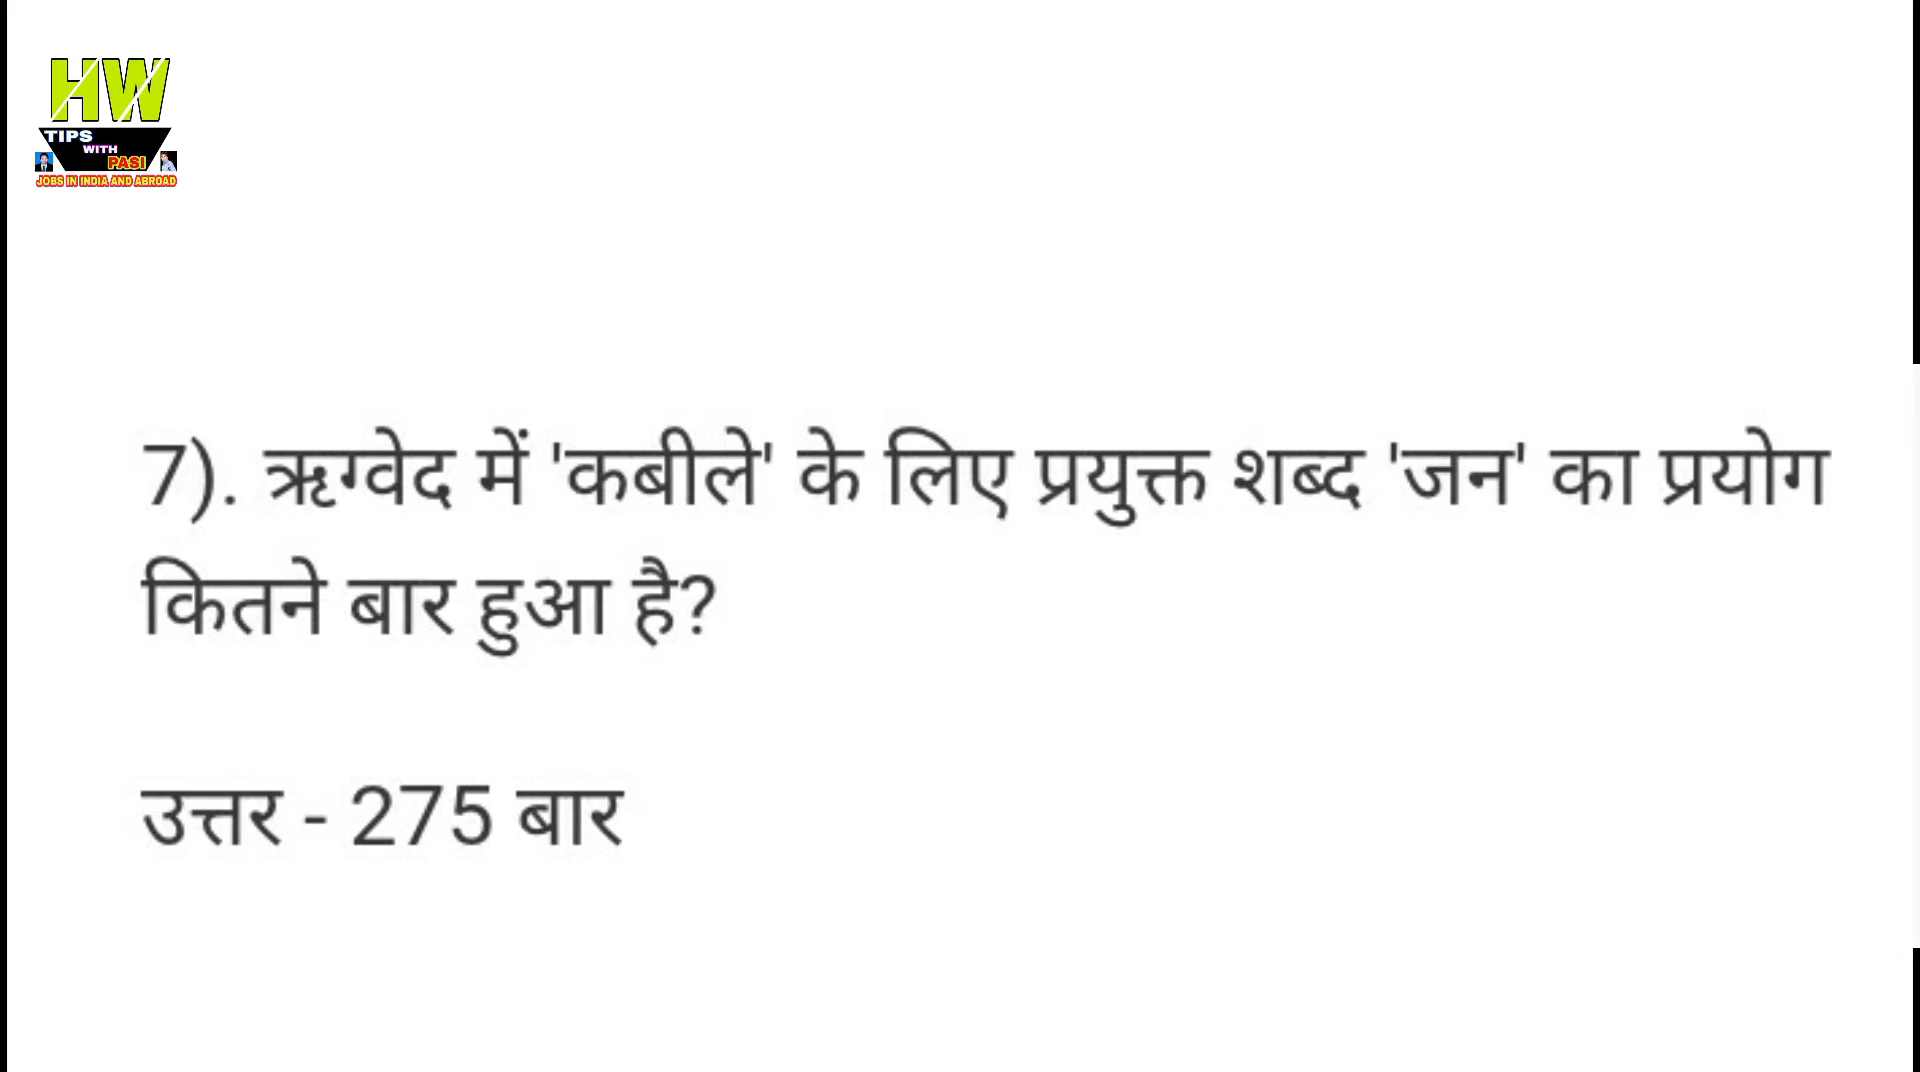 HW
TIPS
WITH
PASI
JOBS IN INDIA AND ABROAD
7). ऋग्वेद में 'कबीले' के लिए प्रयुक्त शब्द 'जन' का प्रयोग
कितने बार हुआ है?
उत्तर - 275 बार